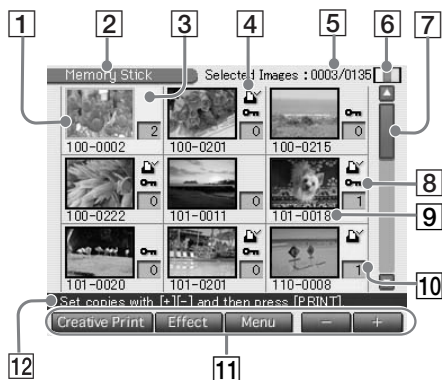 1 2 3 4 5 6 7
Memory Stick Selected Images : 0003/0135
2 0 0
100-0002 100-0201 100-0215
0 0 1 8
100-0222 101-0011 101-0018 9
0 0 1 10
101-0020 101-0201 110-0008
Set copies with [+][-] and then press [PRINT]
Creative Print Effect Menu − +
12 11